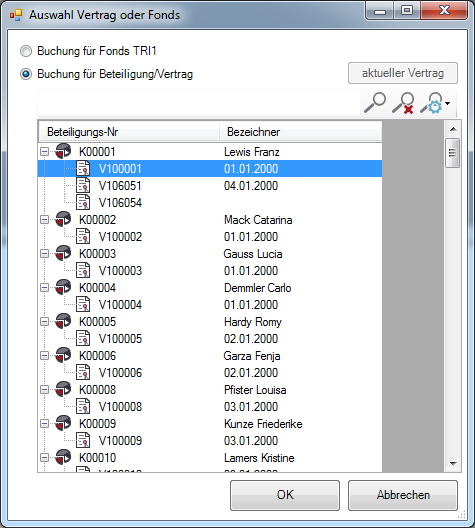 Auswahl Vertrag oder Fonds
Buchung für Fonds TRI1
Buchung für Beteiligung/Vertrag
aktueller Vertrag
Beteiligungs-Nr Bezeichner
K00001 Lewis Franz
V100001 01.01.2000
V106051 04.01.2000
V106054
K00002 Mack Catarina
V100002 01.01.2000
K00003 Gauss Lucia
V100003 01.01.2000
K00004 Demmler Carlo
V100004 01.01.2000
K00005 Hardy Romy
V100005 02.01.2000
K00006 Garza Fenja
V100006 02.01.2000
K00008 Pfister Louisa
V100008 03.01.2000
K00009 Kunze Friederike
V100009 03.01.2000
K00010 Lamers Kristine
OK Abbrechen